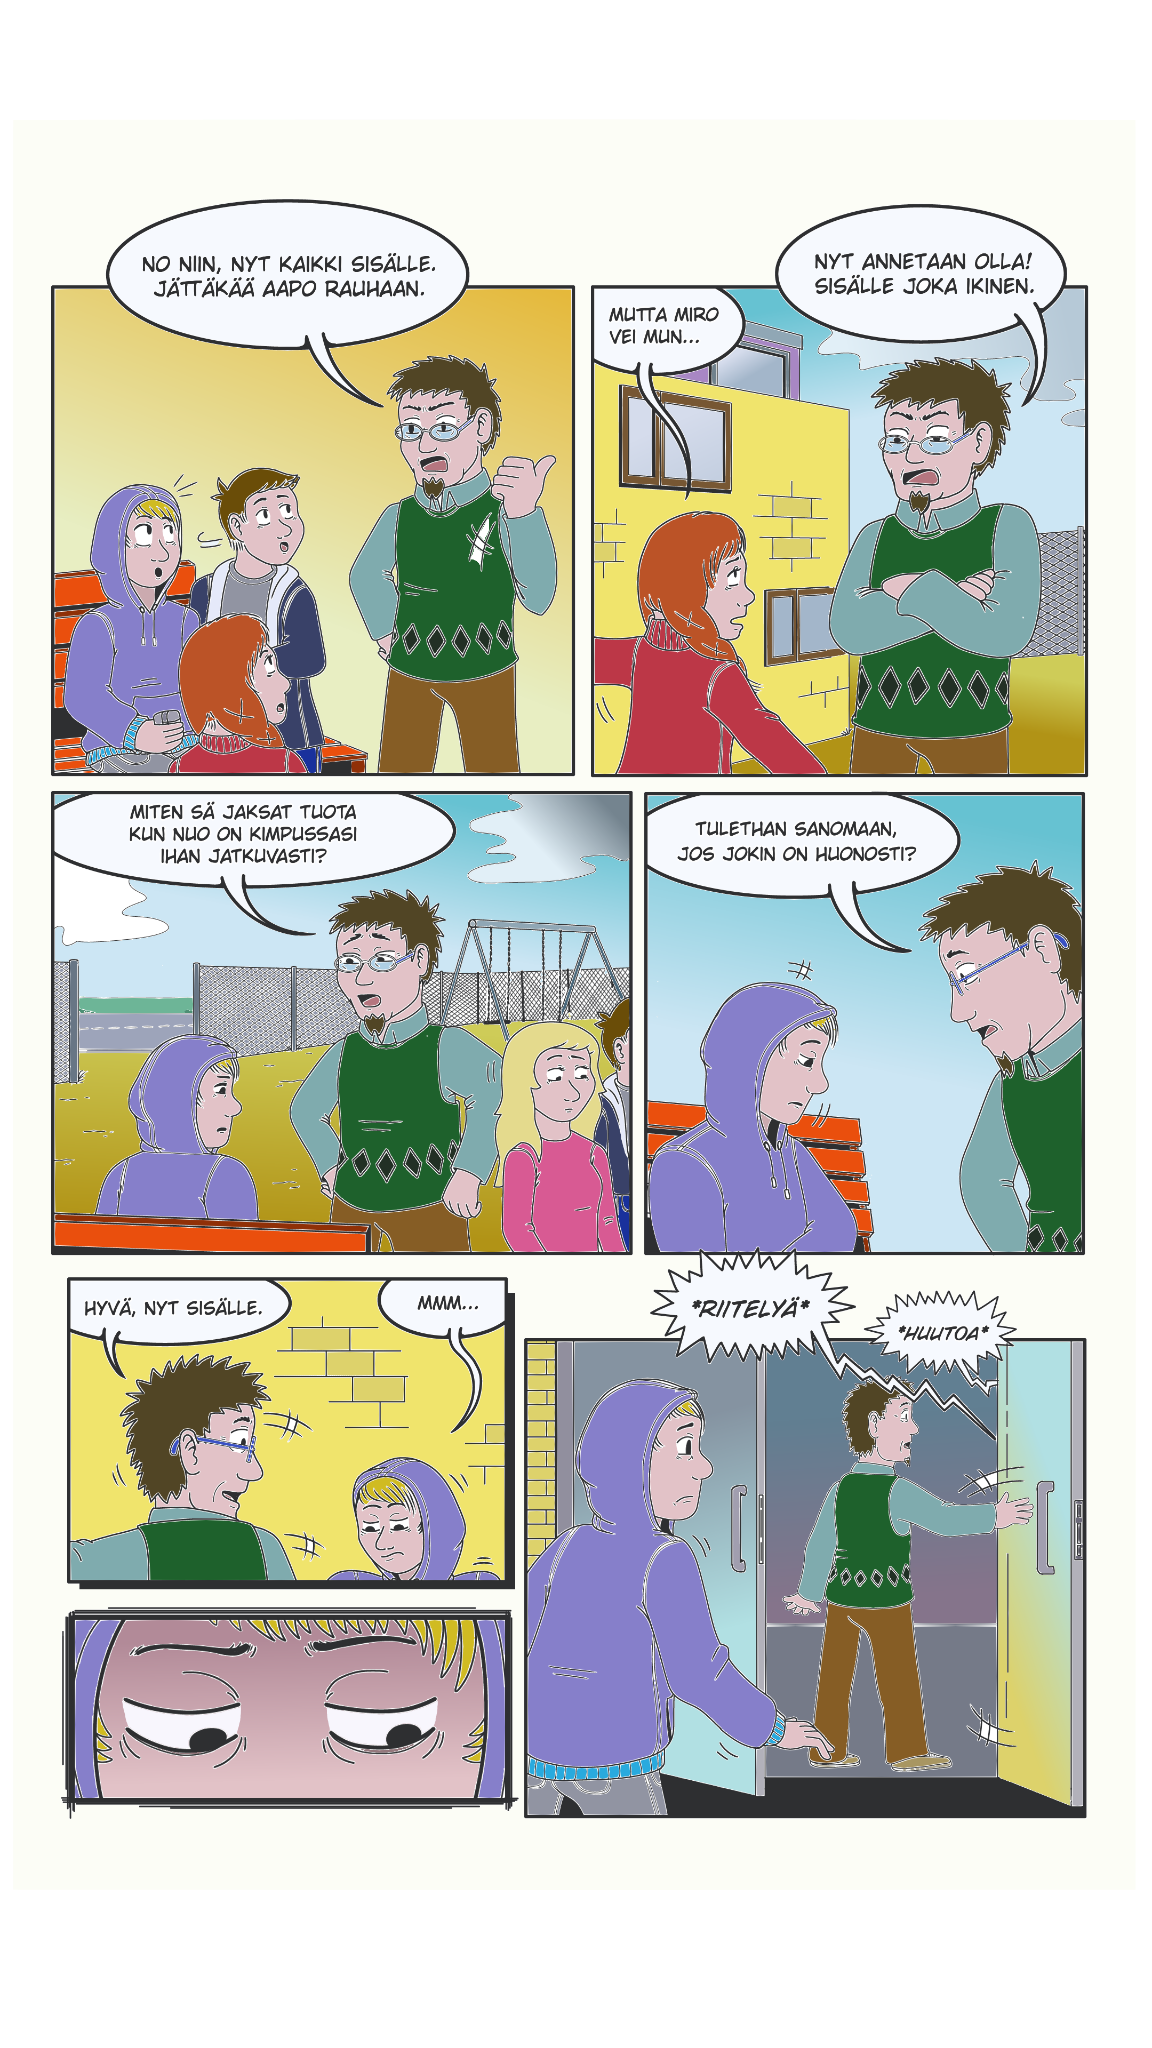 NO NIIN, NYT KAIKKI SISÄLLE.
JÄTTÄKÄÄ AAPO RAUHAAN.
MUTTA MIRO
VEI MUN...
NYT ANNETAAN OLLA!
SISÄLLE JOKA IKINEN.
MITEN SÄ JAKSAT TUOTA
KUN NUO ON KIMPUSSASI
IHAN JATKUVASTI?
TULETHAN SANOMAAN,
JOS JOKIN ON HUONOSTI?
HYVÄ, NYT SISÄLLE.
MMM...
*RIITELYÄ*
*HUUTOA*